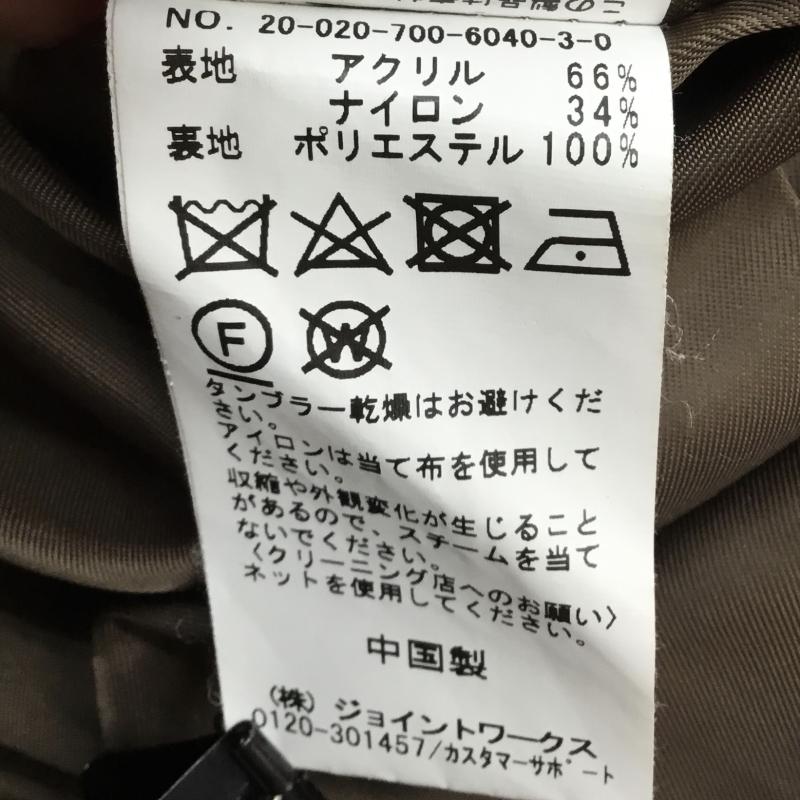 この製品は
NO. 20-020-700-6040-3-0
表地 アクリル 66%
ナイロン 34%
裏地 ポリエステル 100%
F W
タンブラー乾燥はお避けくだ
さい。
アイロンは当て布を使用して
ください。
収縮や外観変化が生じること
があるので、スチームを当て
ないでください。
〈クリーニング店へのお願い〉
ネットを使用してください。
中国製
(株)ジョイントワークス
0120-301457/カスタマーサポート